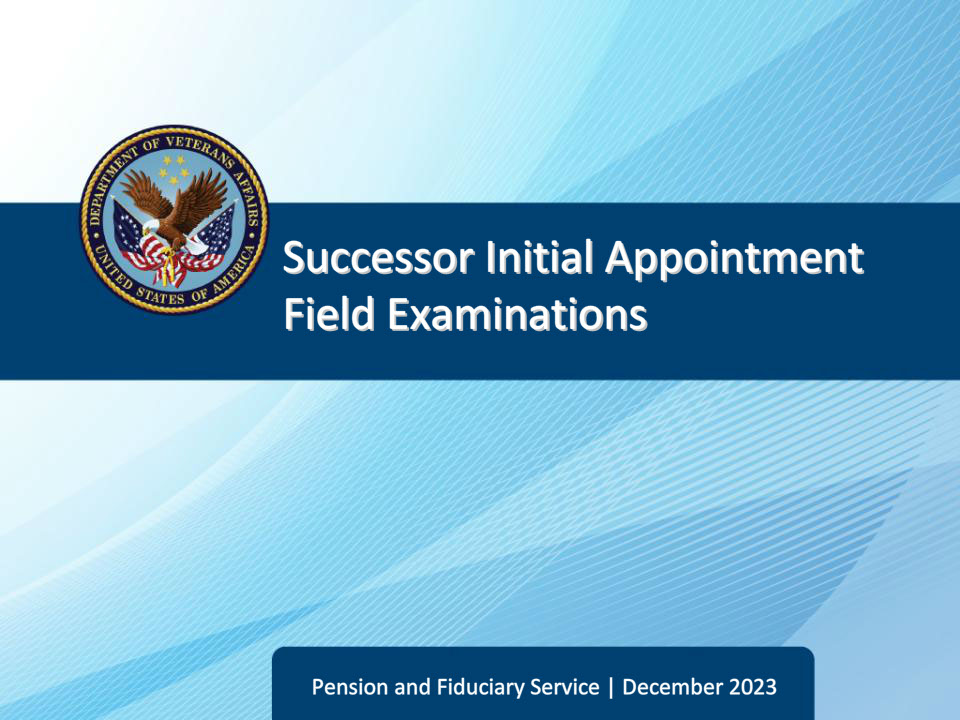 DEPARTMENT OF VETERANS AFFAIRS
UNITED STATES OF AMERICA
Successor Initial Appointment
Field Examinations
Pension and Fiduciary Service | December 2023